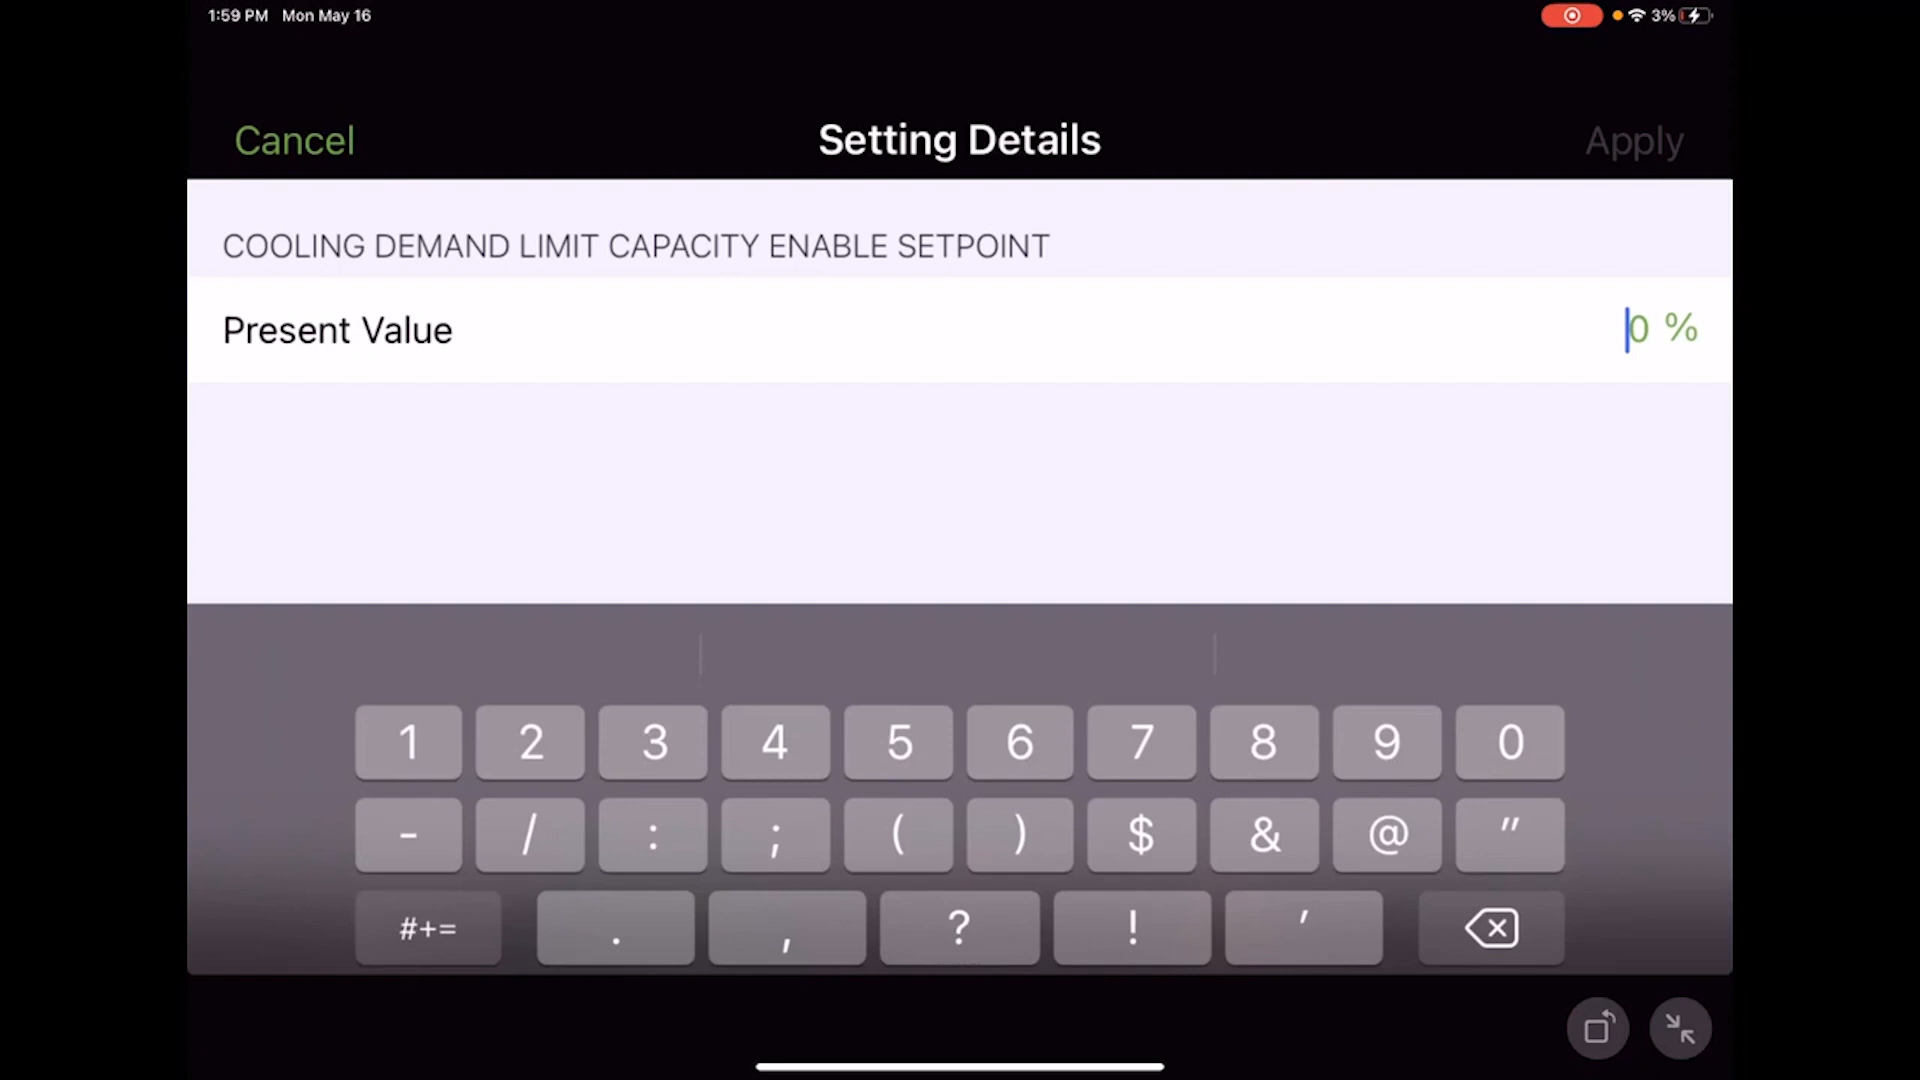 1:59 PM Mon May 16
3%
Cancel
Setting Details
Apply
COOLING DEMAND LIMIT CAPACITY ENABLE SETPOINT
Present Value
0 %
1 2 3 4 5 6 7 8 9 0
- / : ; ( ) $ & @ "
#+= . , ? ! '